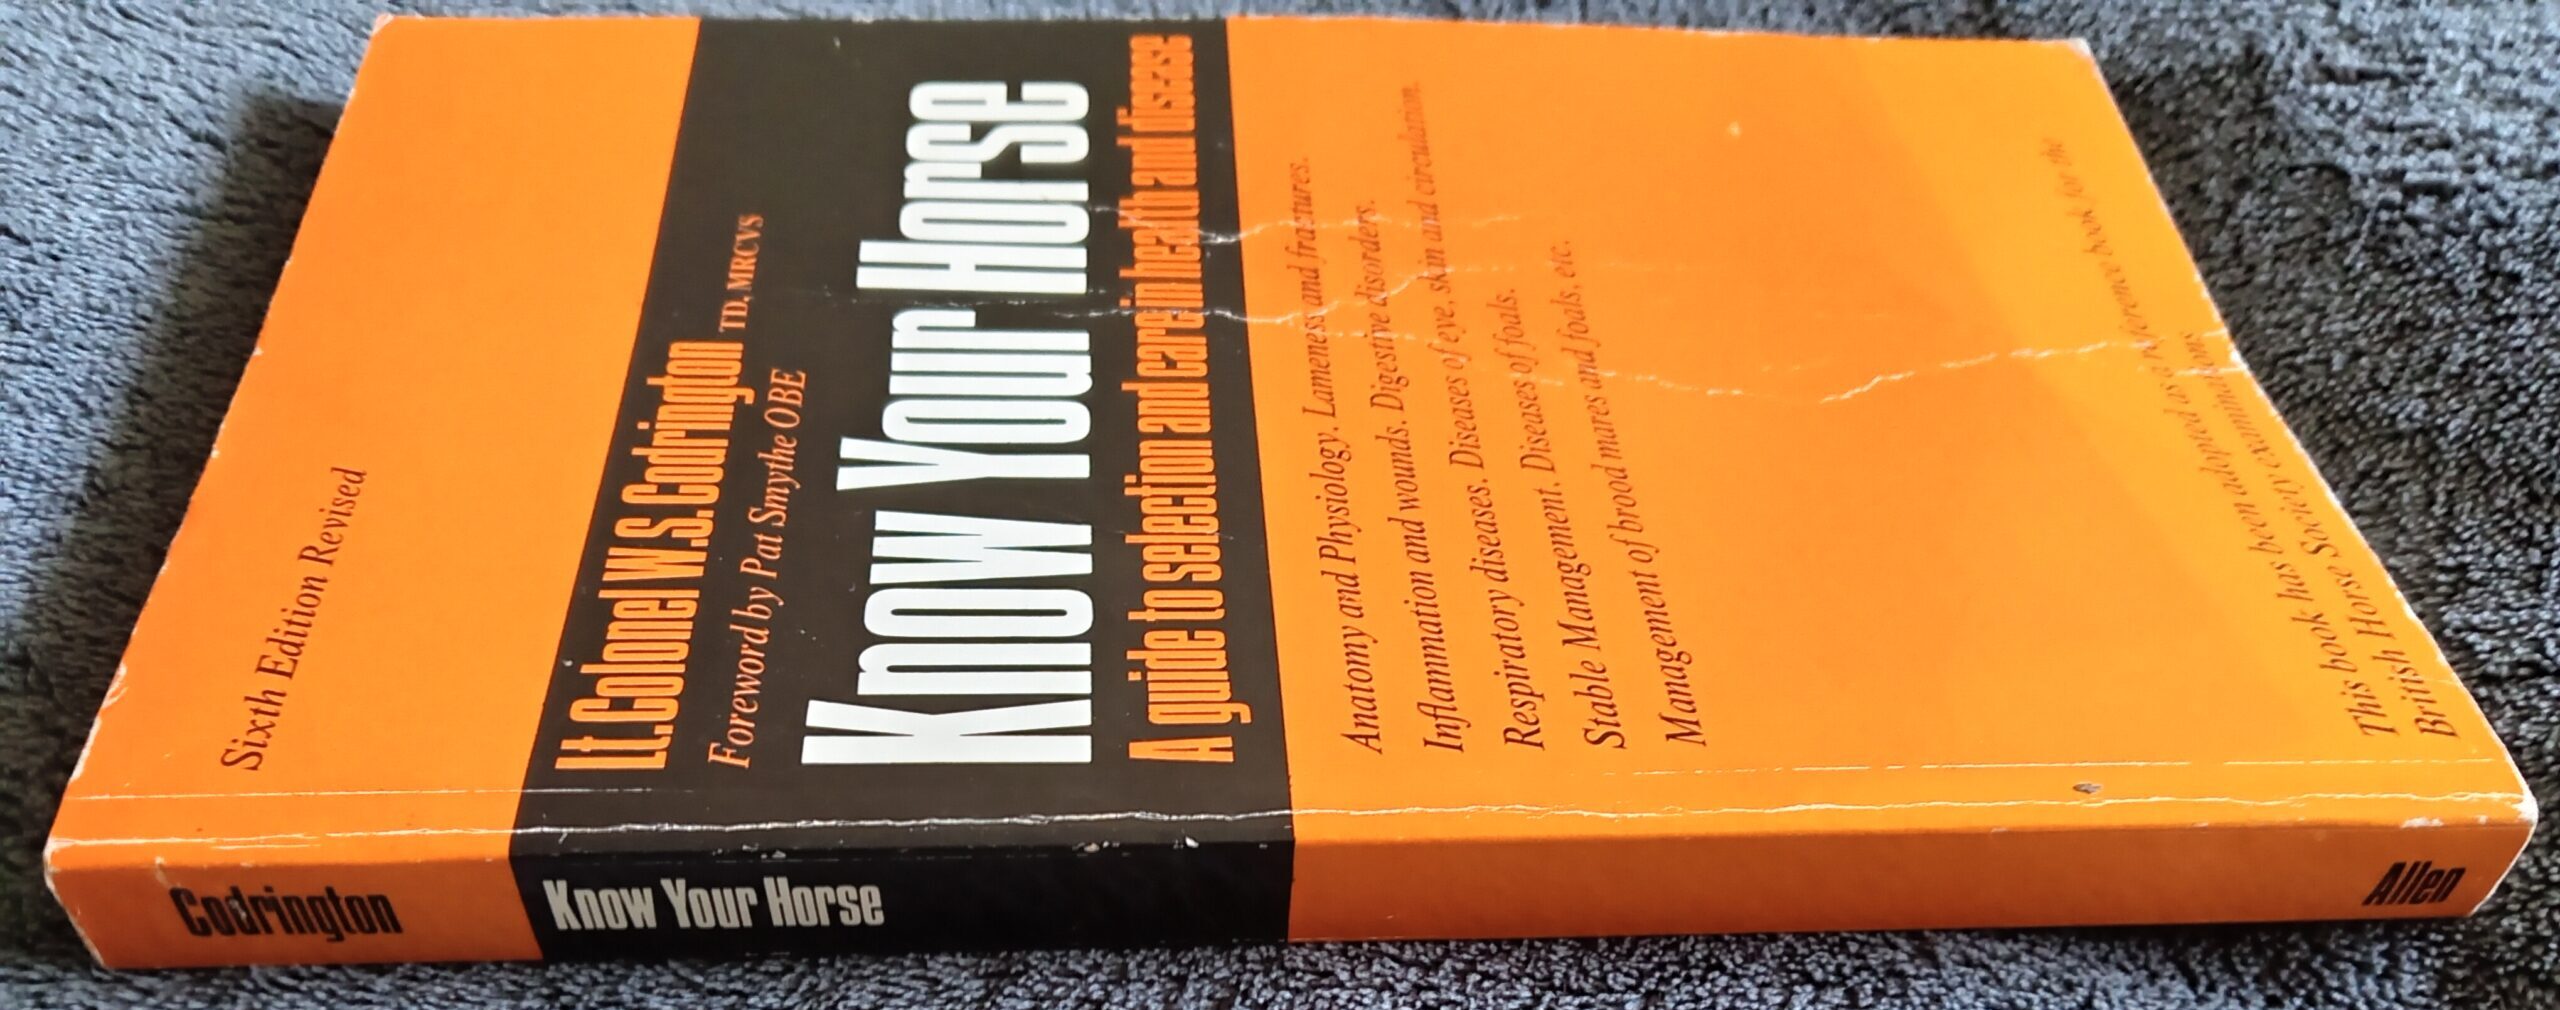 Sixth Edition Revised
Lt.Colonel W.S.Codrington TD, MRCVS
Foreword by Pat Smythe OBE
Know Your Horse
A guide to selection and care in health and disease
Anatomy and Physiology. Lameness and fractures.
Inflammation and wounds. Digestive disorders.
Respiratory diseases. Diseases of eye, skin and circulation.
Stable Management. Diseases of foals.
Management of brood mares and foals, etc.
This book has been adopted as a reference book for the
British Horse Society examinations
Codrington
Know Your Horse
Allen